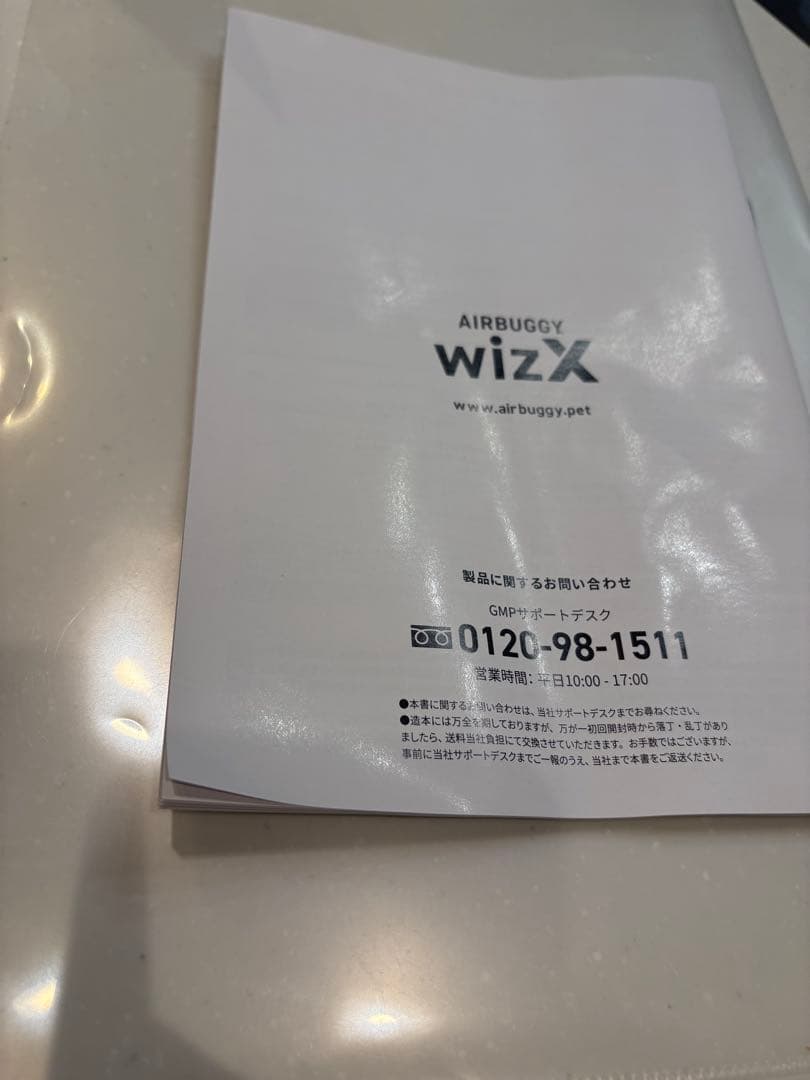 AIRBUGGY
wizX
www.airbuggy.pet
製品に関するお問い合わせ
GMPサポートデスク
0120-98-1511
営業時間：平日10:00 - 17:00
●本書に関するお問い合わせは、当社サポートデスクまでお尋ねください。
●造本には万全を期しておりますが、万が一初回開封時から落丁・乱丁があり
ましたら、送料当社負担にて交換させていただきます。お手数ではございますが、
事前に当社サポートデスクまでご一報のうえ、当社まで本書をご返送ください。